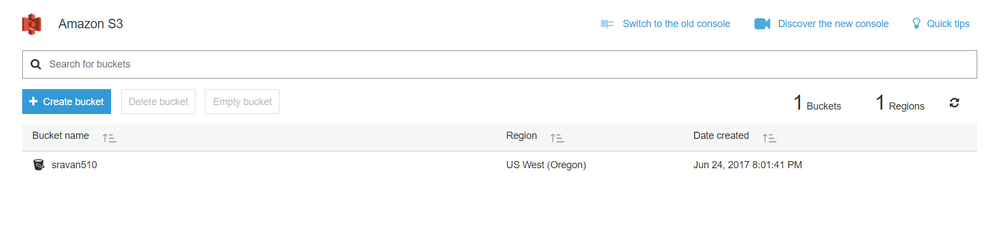 Amazon S3
Switch to the old console
Discover the new console
Quick tips
Search for buckets
Create bucket
Delete bucket
Empty bucket
1 Buckets
1 Regions
Bucket name
Region
Date created
sravan510
US West (Oregon)
Jun 24, 2017 8:01:41 PM